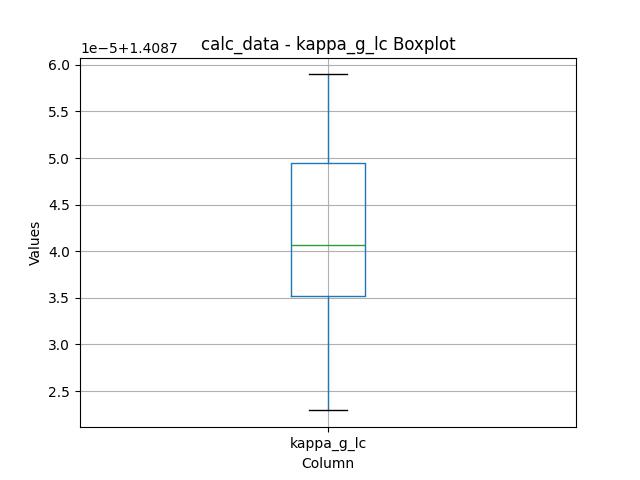 calc_data - kappa_g_lc Boxplot
1e−5+1.4087
6.0
5.5
5.0
4.5
4.0
3.5
3.0
2.5
Values
kappa_g_lc
Column